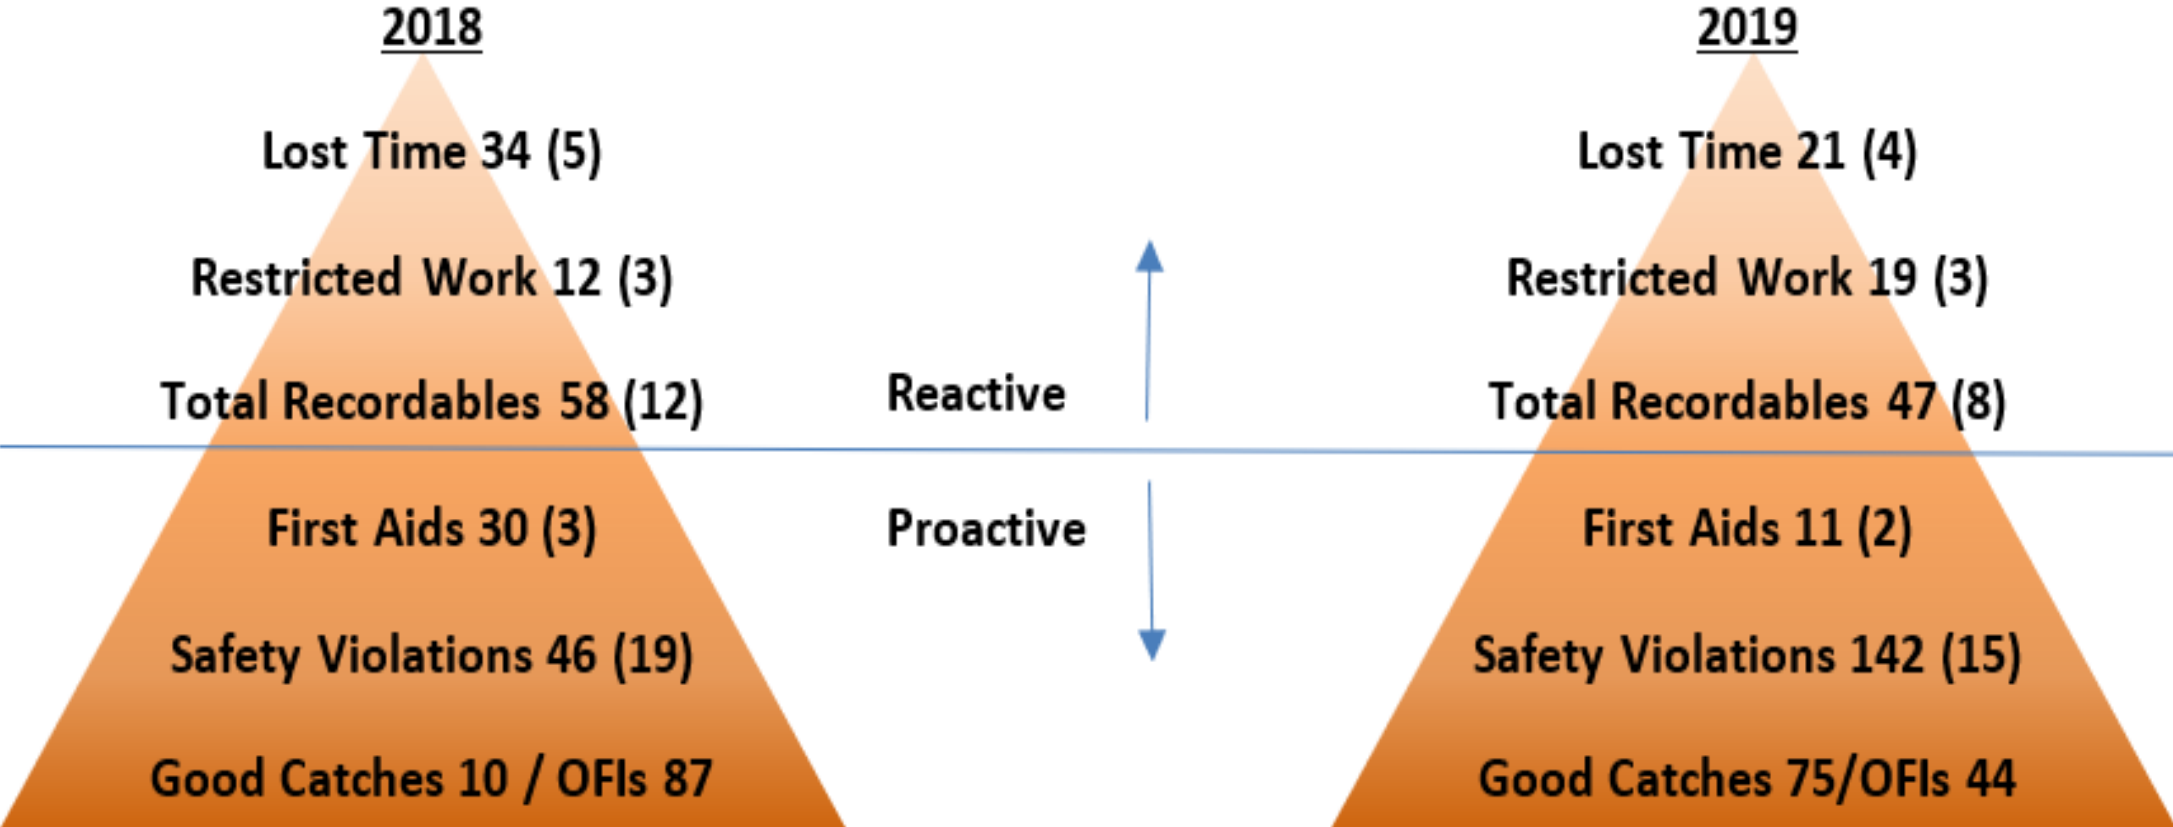 2018
Lost Time 34 (5)
Restricted Work 12 (3)
Total Recordables 58 (12)
First Aids 30 (3)
Safety Violations 46 (19)
Good Catches 10 / OFIs 87
Reactive
Proactive
2019
Lost Time 21 (4)
Restricted Work 19 (3)
Total Recordables 47 (8)
First Aids 11 (2)
Safety Violations 142 (15)
Good Catches 75/OFIs 44